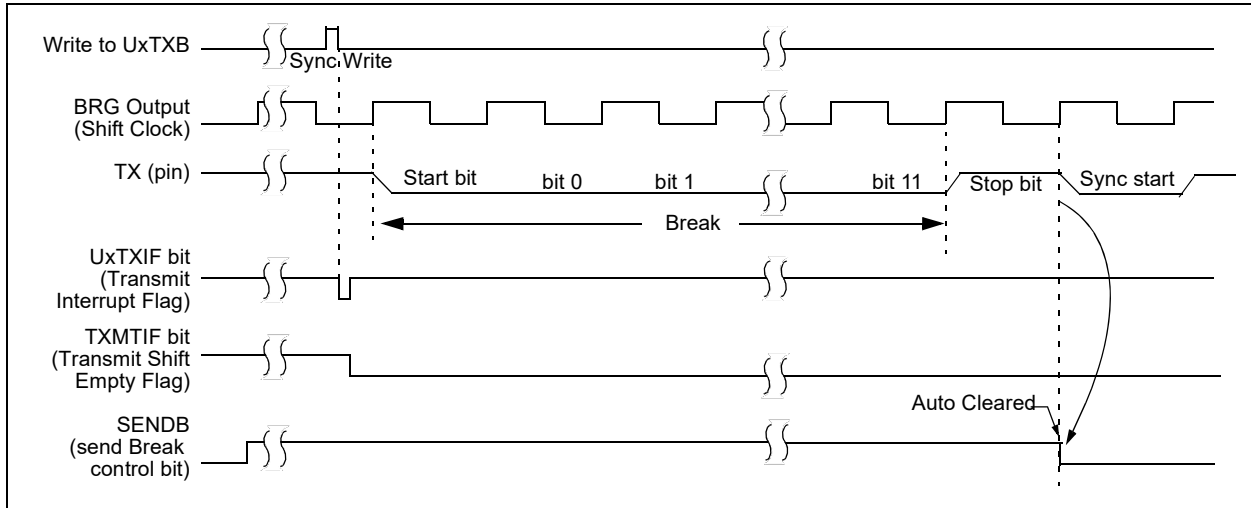 Write to UxTXB
Sync Write
BRG Output
(Shift Clock)
TX (pin)
Start bit
bit 0
bit 1
bit 11
Stop bit
Sync start
Break
UxTXIF bit
(Transmit
Interrupt Flag)
TXMTIF bit
(Transmit Shift
Empty Flag)
Auto Cleared
SENDB
(send Break
control bit)